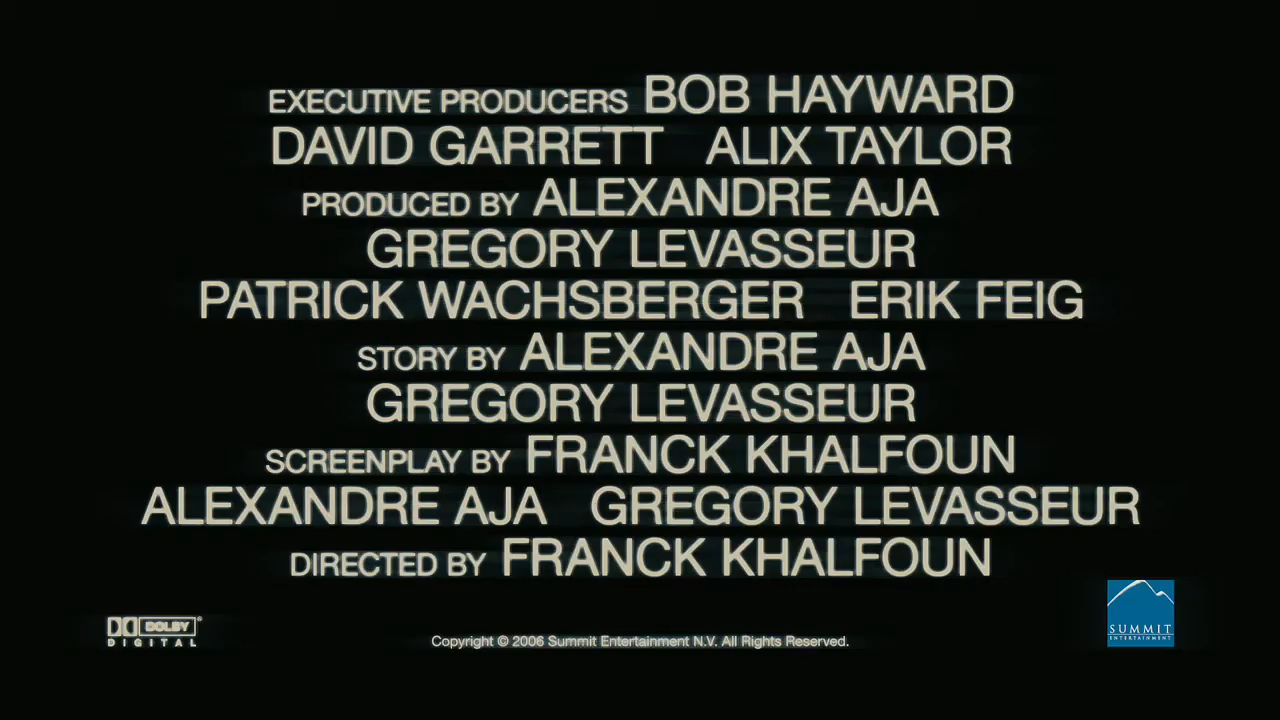 EXECUTIVE PRODUCERS BOB HAYWARD
DAVID GARRETT ALIX TAYLOR
PRODUCED BY ALEXANDRE AJA
GREGORY LEVASSEUR
PATRICK WACHSBERGER ERIK FEIG
STORY BY ALEXANDRE AJA
GREGORY LEVASSEUR
SCREENPLAY BY FRANCK KHALFOUN
ALEXANDRE AJA GREGORY LEVASSEUR
DIRECTED BY FRANCK KHALFOUN
DOLBY
DIGITAL
Copyright © 2006 Summit Entertainment N.V. All Rights Reserved.
SUMMIT
ENTERTAINMENT